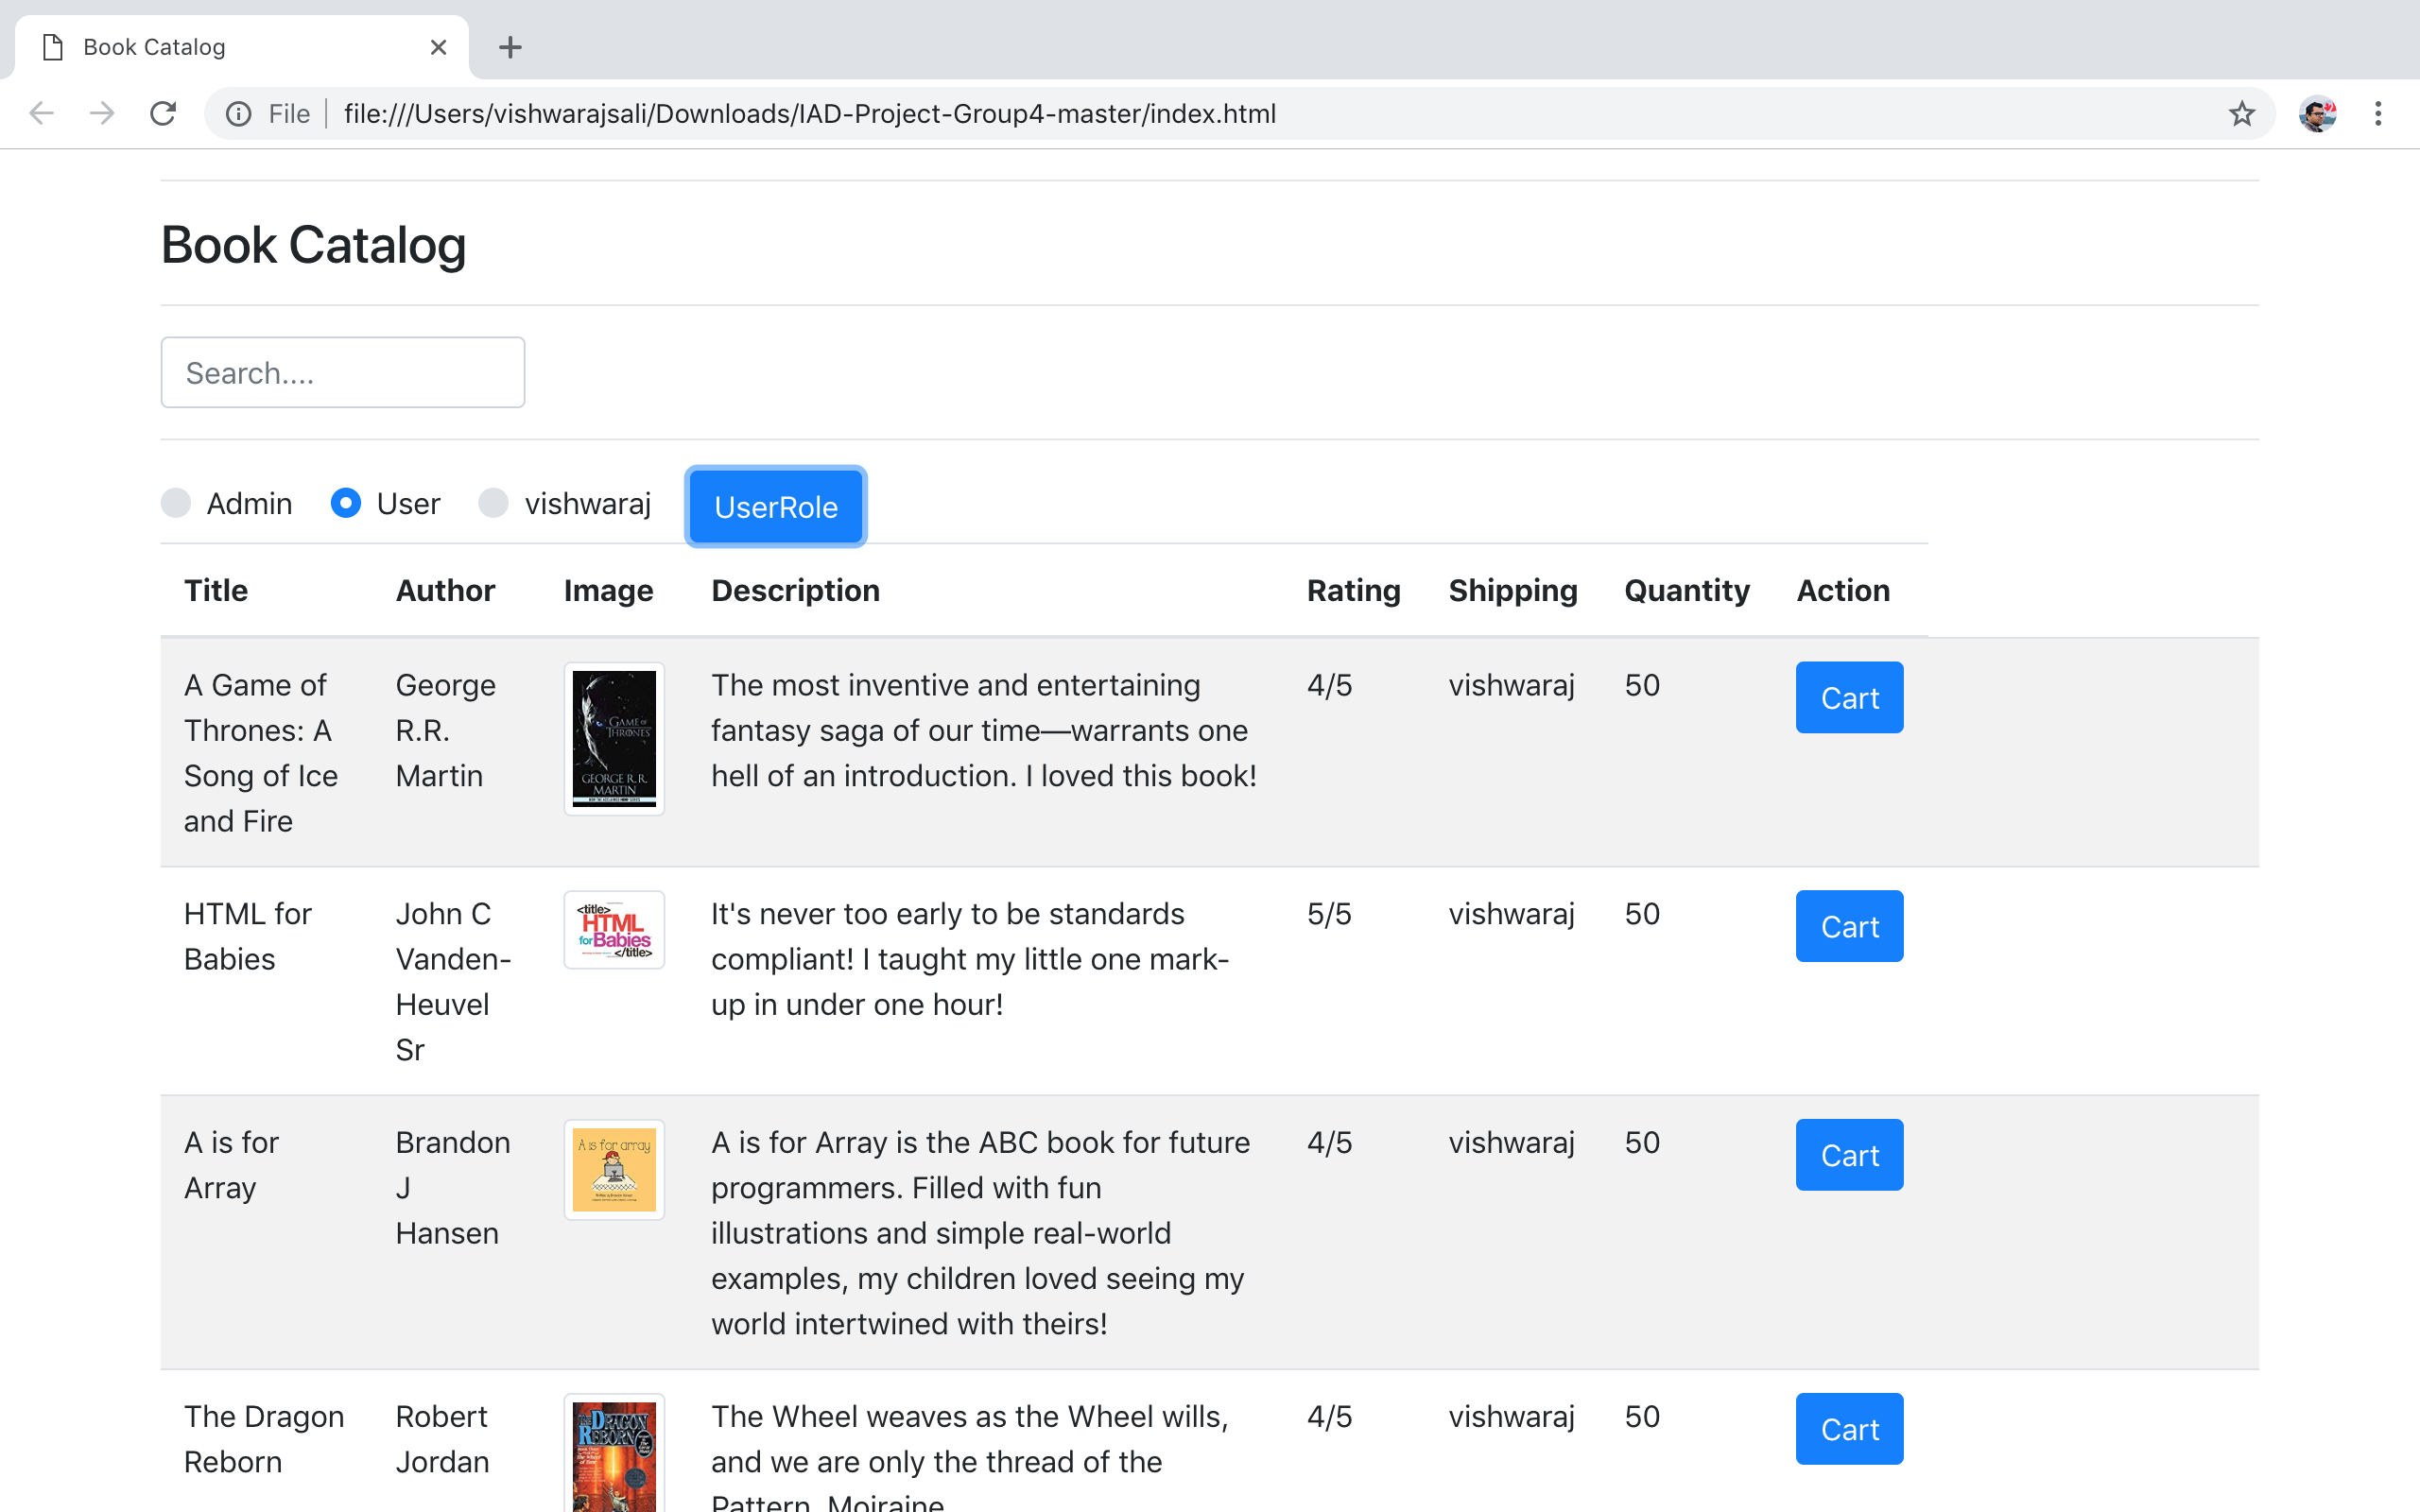 Book Catalog
File
file:///Users/vishwarajsali/Downloads/IAD-Project-Group4-master/index.html
Book Catalog
Search....
Admin User vishwaraj UserRole
Title Author Image Description Rating Shipping Quantity Action
A Game of
Thrones: A
Song of Ice
and Fire
George
R.R.
Martin
GAME OF
THRONES
GEORGE R.R.
MARTIN
The most inventive and entertaining
fantasy saga of our time—warrants one
hell of an introduction. I loved this book!
4/5
vishwaraj
50
Cart
HTML for
Babies
John C
Vanden-
Heuvel
Sr
<title>
HTML
for Babies
</title>
It's never too early to be standards
compliant! I taught my little one mark-
up in under one hour!
5/5
vishwaraj
50
Cart
A is for
Array
Brandon
J
Hansen
A is for array
A is for Array is the ABC book for future
programmers. Filled with fun
illustrations and simple real-world
examples, my children loved seeing my
world intertwined with theirs!
4/5
vishwaraj
50
Cart
The Dragon
Reborn
Robert
Jordan
DRAGON
REBORN
The Wheel weaves as the Wheel wills,
and we are only the thread of the
Pattern. Moiraine
4/5
vishwaraj
50
Cart